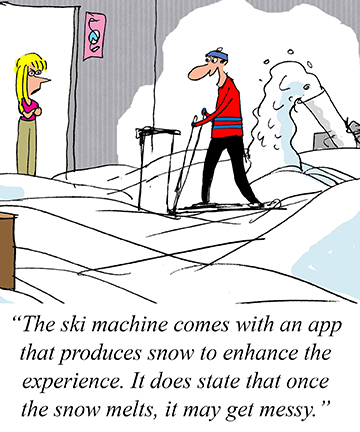 “The ski machine comes with an app
that produces snow to enhance the
experience. It does state that once
the snow melts, it may get messy.”